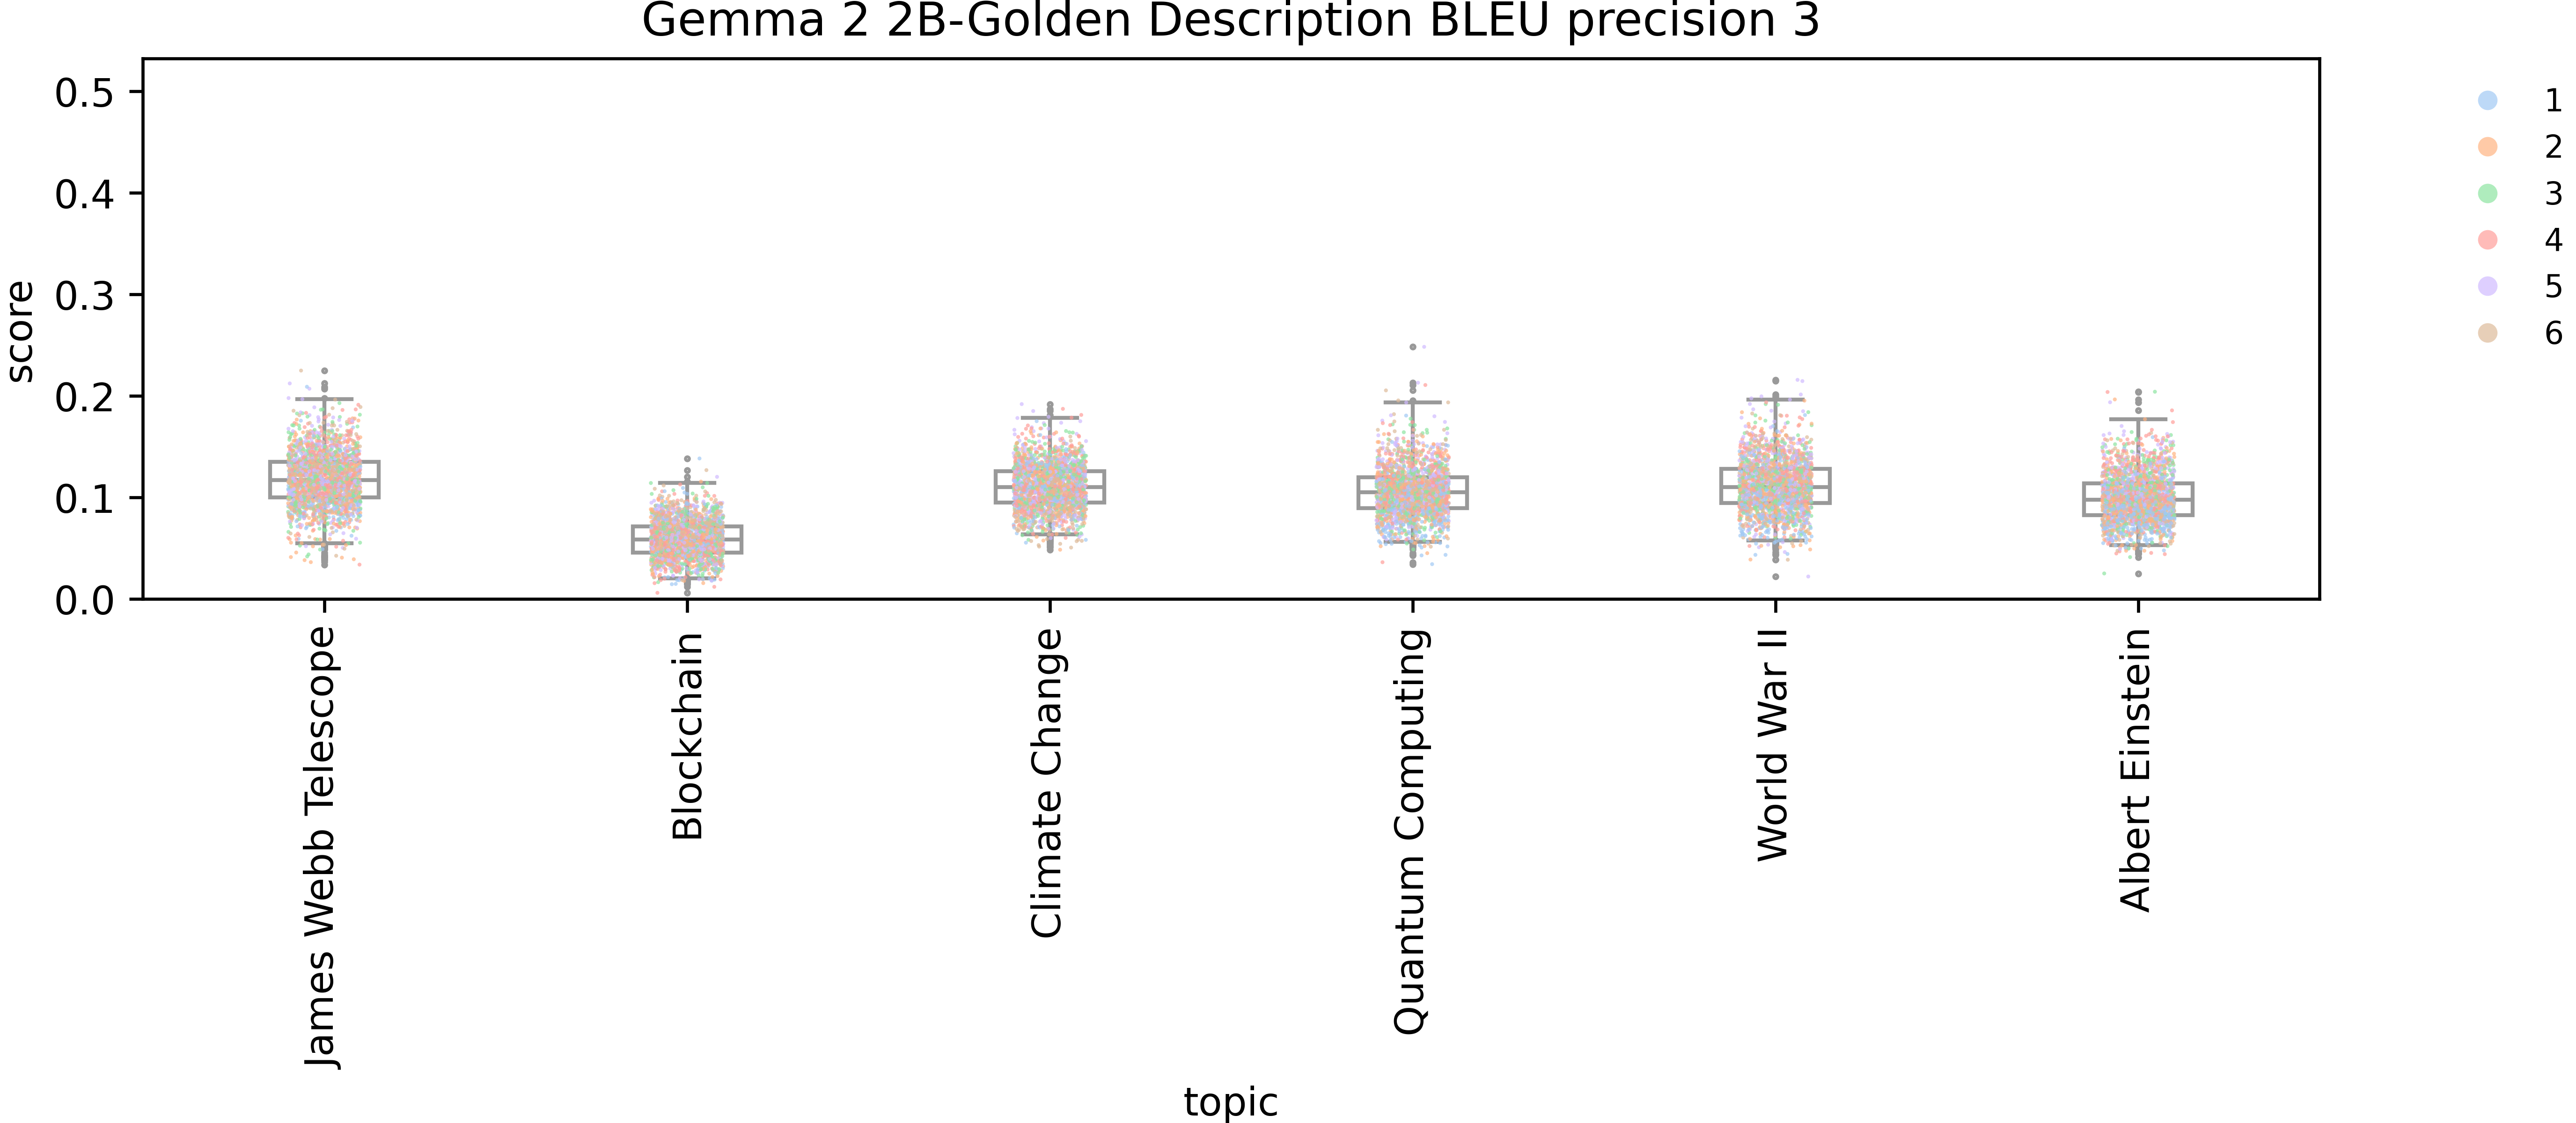 Gemma 2 2B-Golden Description BLEU precision 3
score
0.5
0.4
0.3
0.2
0.1
0.0
1
2
3
4
5
6
James Webb Telescope
Blockchain
Climate Change
Quantum Computing
World War II
Albert Einstein
topic